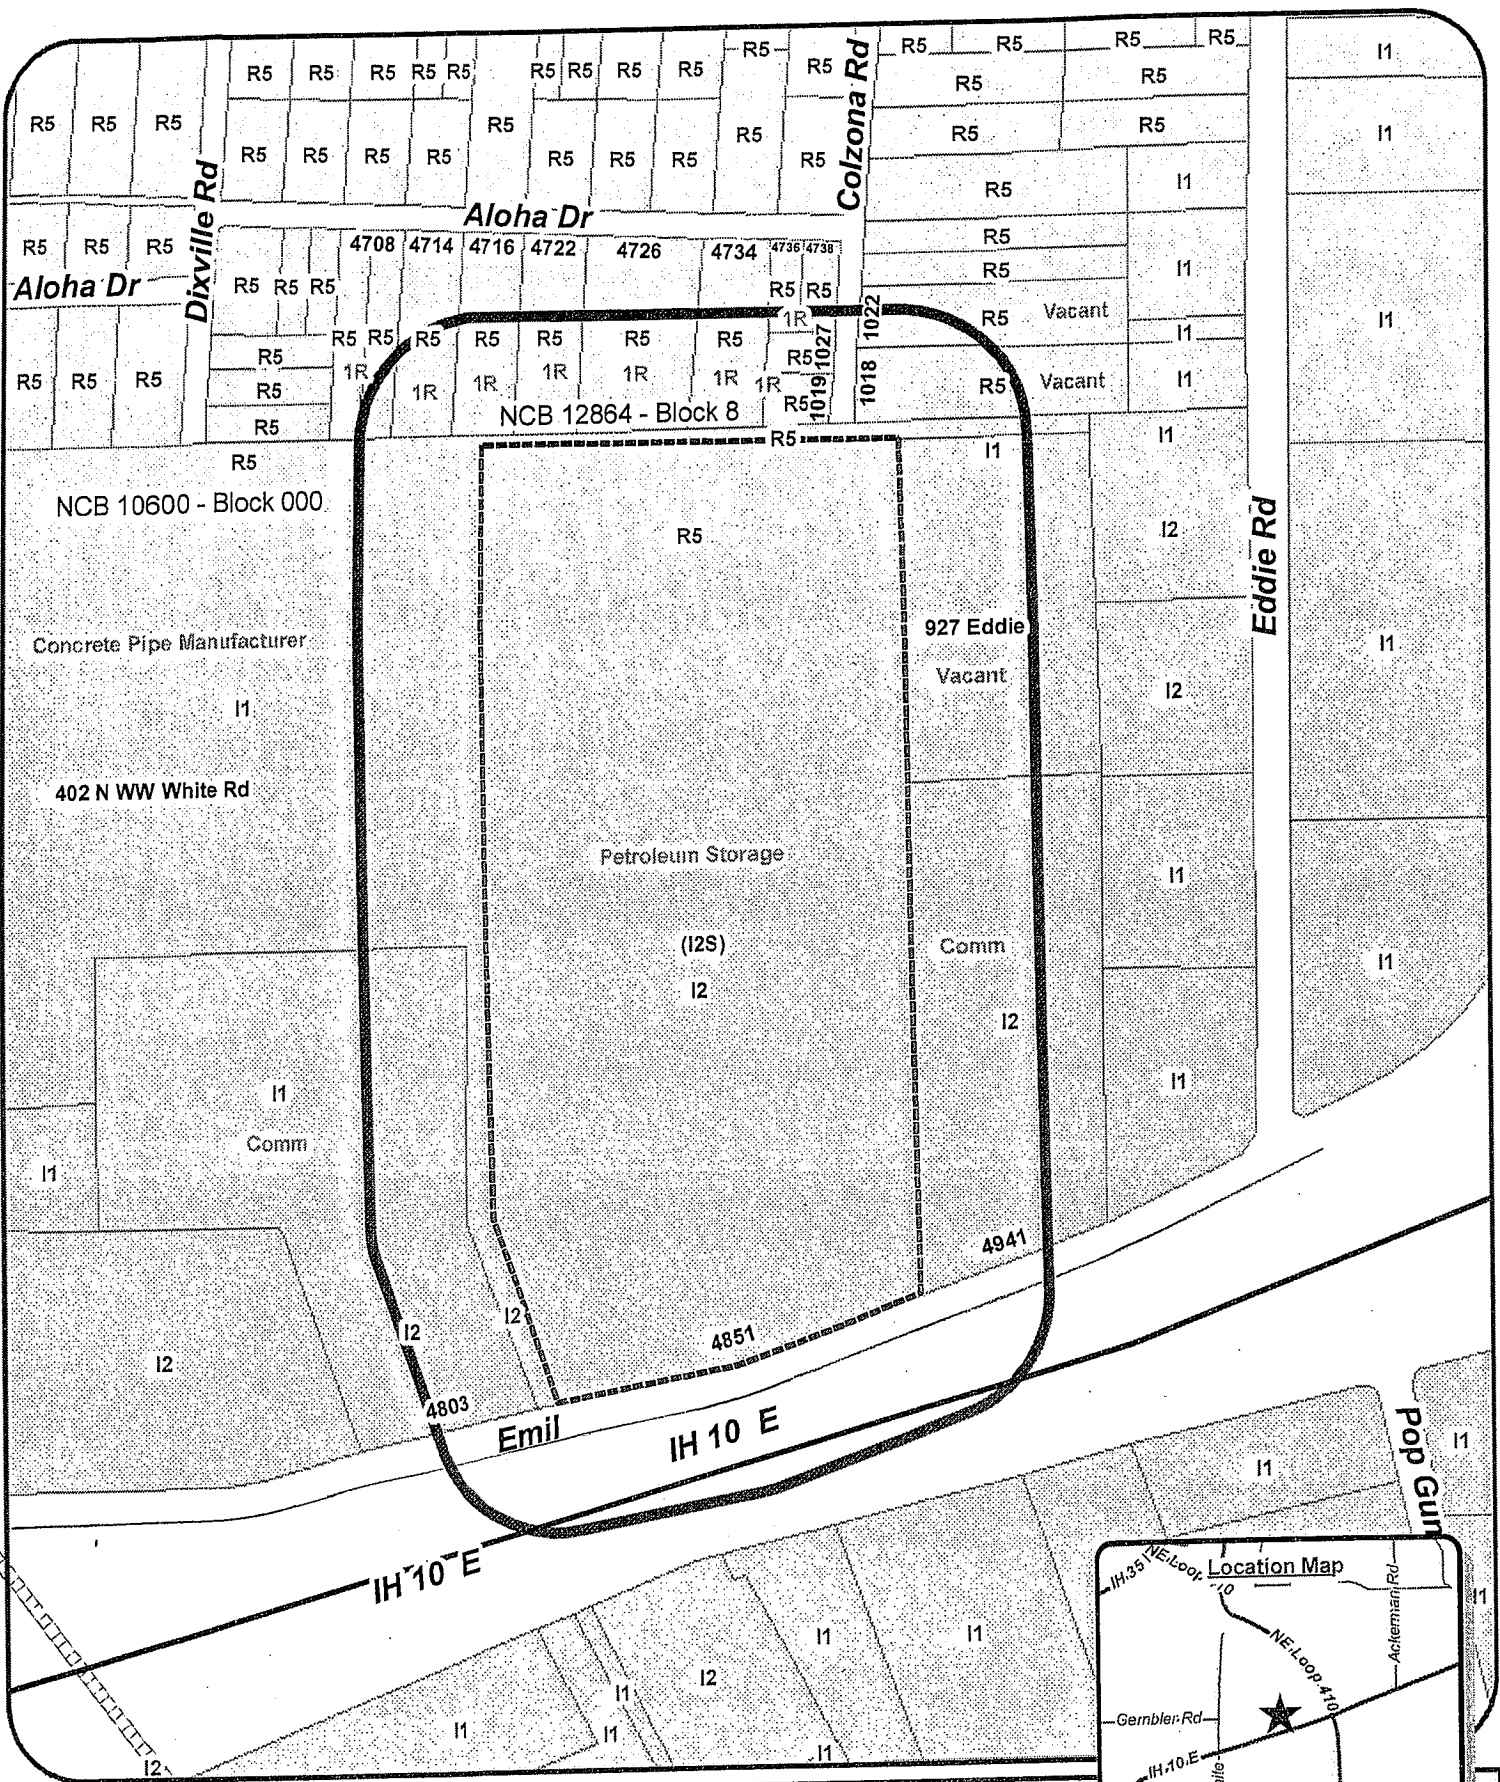 R5 R5 R5 R5 R5 R5 R5 R5 R5 R5 R5 R5 R5 R5 R5 I1
R5 R5
R5 R5 R5 R5 R5 R5 R5 I1
R5 R5 R5 R5 R5 R5 R5 R5
R5 I1
Dixville Rd
Colzona Rd
Aloha Dr
R5 R5 R5 4708 4714 4716 4722 4726 4734 4736 4738 R5
R5 I1
Aloha Dr R5 R5 R5 R5 R5
1R 1027 1022 R5 Vacant I1
R5 R5 R5 R5 R5 R5 R5 I1
R5 R5
R5 R5 R5 R5 1R 1R 1R 1R 1R 1R 1R 1019 1018 R5 Vacant I1
R5 NCB 12864 - Block 8 R5
R5 R5 I1 I1
NCB 10600 - Block 000
R5 I2
Eddie Rd
927 Eddie
Concrete Pipe Manufacturer I1
Vacant I2
I1
402 N WW White Rd
Petroleum Storage
I1
(I2S) Comm I1
I2
I2
I1 I1
Comm
I1
4941
I2 I2
I2 4851
4803
Emil
IH 10 E
Pop Gun
I1
I1
IH 10 E
Location Map
IH 35
NE Loop
Ackerman Rd
I1
NE Loop 410
I1 I1
I2
I1
Gembler Rd
I1 I1
I1
I2
IH 10 E